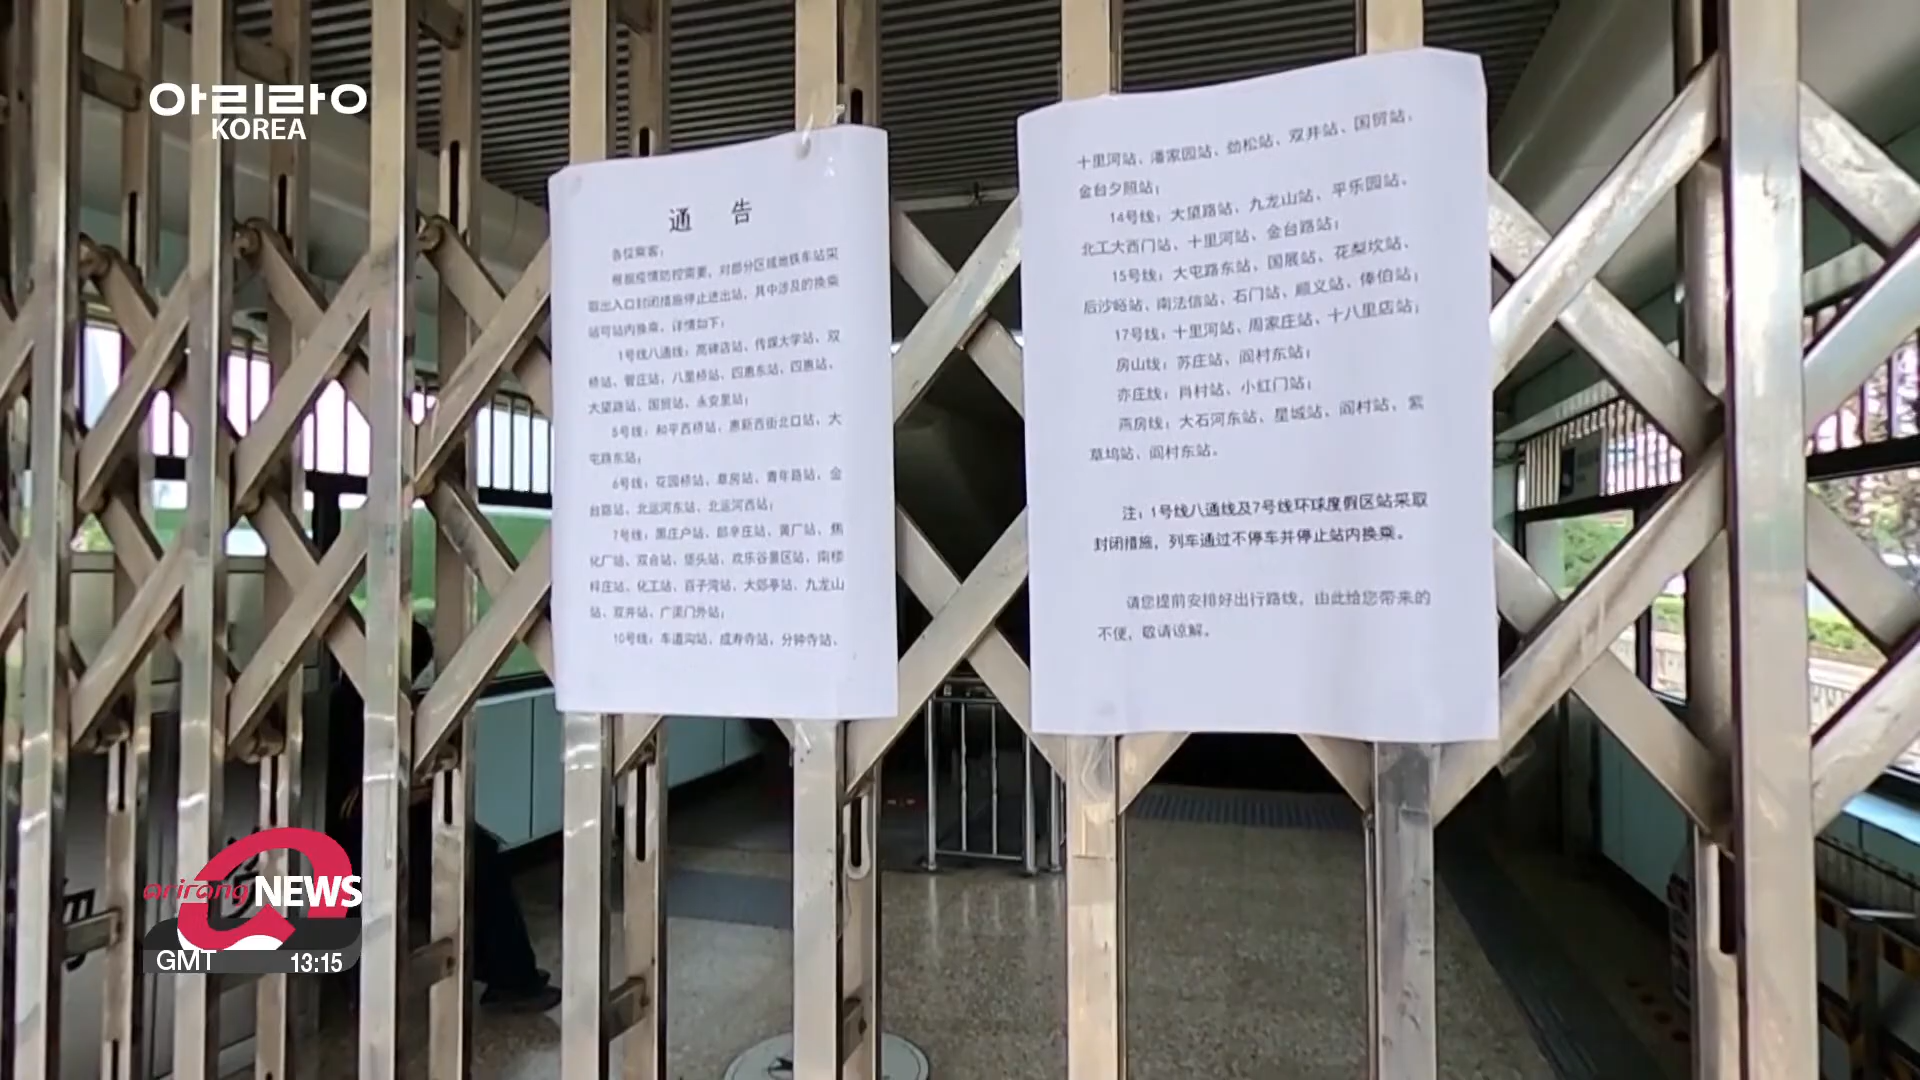 아리랑
KOREA
通 告
各位乘客：
根据疫情防控需要，对部分区域地铁车站采
取出入口封闭措施停止进出站，其中涉及的换乘
站可站内换乘，详情如下：
1号线八通线：高碑店站、传媒大学站、双
桥站、管庄站、八里桥站、四惠东站、四惠站、
大望路站、国贸站、永安里站；
5号线：和平西桥站、惠新西街北口站、大
屯路东站；
6号线：花园桥站、草房站、青年路站、金
台路站、北运河东站、北运河西站；
7号线：黑庄户站、郎辛庄站、黄厂站、焦
化厂站、双合站、垡头站、欢乐谷景区站、南楼
梓庄站、化工站、百子湾站、大郊亭站、九龙山
站、双井站、广渠门外站；
10号线：车道沟站、成寿寺站、分钟寺站、
十里河站、潘家园站、劲松站、双井站、国贸站、
金台夕照站；
14号线：大望路站、九龙山站、平乐园站、
北工大西门站、十里河站、金台路站；
15号线：大屯路东站、国展站、花梨坎站、
后沙峪站、南法信站、石门站、顺义站、俸伯站；
17号线：十里河站、周家庄站、十八里店站；
房山线：苏庄站、阎村东站；
亦庄线：肖村站、小红门站；
燕房线：大石河东站、星城站、阎村站、紫
草坞站、阎村东站。
注：1号线八通线及7号线环球度假区站采取
封闭措施，列车通过不停车并停止站内换乘。
请您提前安排好出行路线，由此给您带来的
不便，敬请谅解。
arirang NEWS
GMT 13:15